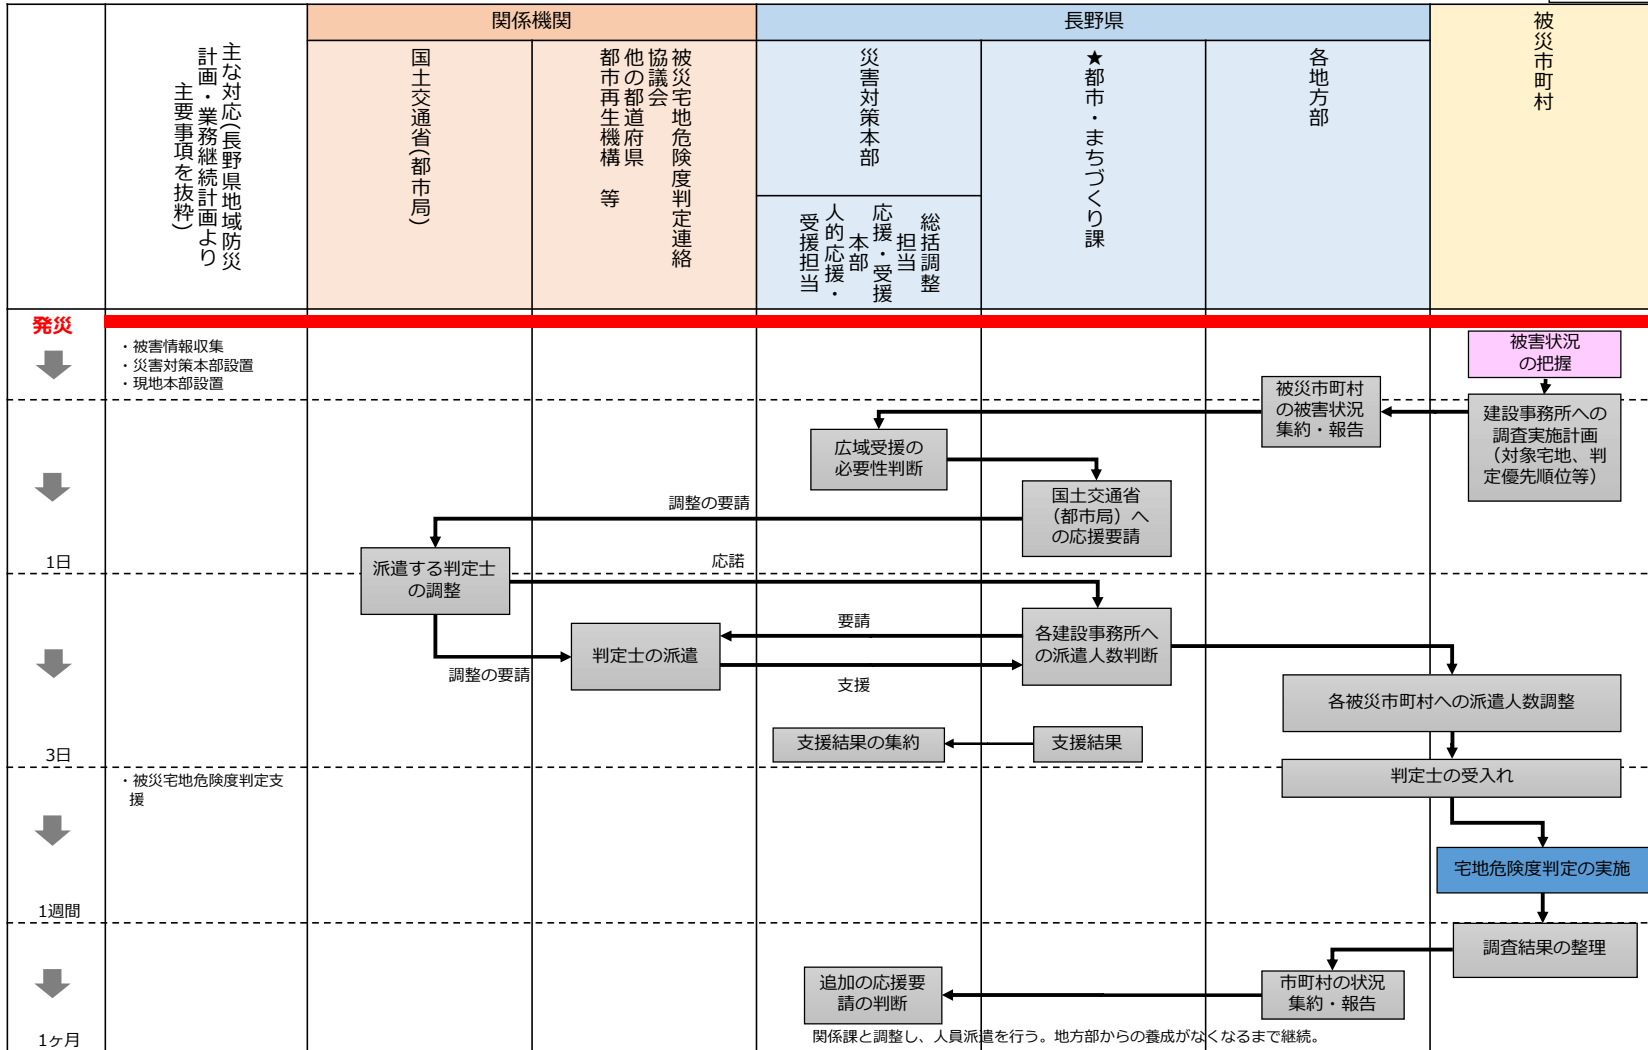 主な対応(長野県地域防災
計画・業務継続計画より
主要事項を抜粋)
関係機関
国土交通省(都市局)
被災宅地危険度判定連絡
協議会
他の都道府県
都市再生機構 等
長野県
災害対策本部
総括調整
担当
応援・受援
本部
人的応援・
受援担当
★都市・まちづくり課
各地方部
被災市町村
発災
・被害情報収集
・災害対策本部設置
・現地本部設置
被害状況
の把握
被災市町村
の被害状況
集約・報告
建設事務所への
調査実施計画
(対象宅地、判
定優先順位等)
広域受援の
必要性判断
国土交通省
(都市局)へ
の応援要請
調整の要請
1日
派遣する判定士
の調整
応諾
要請
各建設事務所へ
の派遣人数判断
判定士の派遣
調整の要請
支援
各被災市町村への派遣人数調整
支援結果の集約
支援結果
3日
・被災宅地危険度判定支
援
判定士の受入れ
宅地危険度判定の実施
1週間
調査結果の整理
市町村の状況
集約・報告
追加の応援要
請の判断
関係課と調整し、人員派遣を行う。地方部からの養成がなくなるまで継続。
1ヶ月